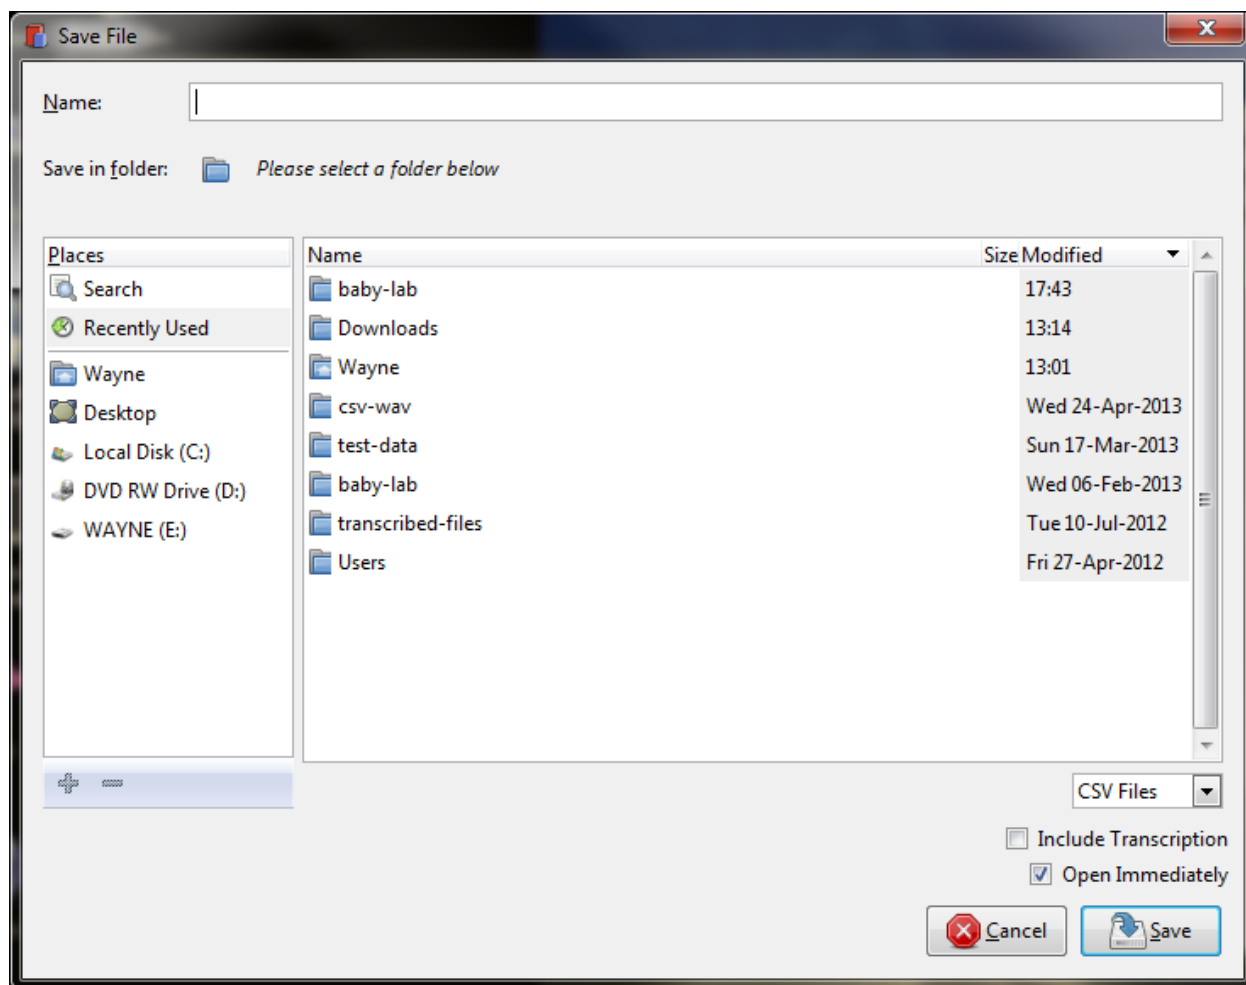 Save File
Name:
Save in folder: Please select a folder below
Places
Search
Recently Used
Wayne
Desktop
Local Disk (C:)
DVD RW Drive (D:)
WAYNE (E:)
Name Size Modified
baby-lab 17:43
Downloads 13:14
Wayne 13:01
csv-wav Wed 24-Apr-2013
test-data Sun 17-Mar-2013
baby-lab Wed 06-Feb-2013
transcribed-files Tue 10-Jul-2012
Users Fri 27-Apr-2012
CSV Files
Include Transcription
Open Immediately
Cancel Save